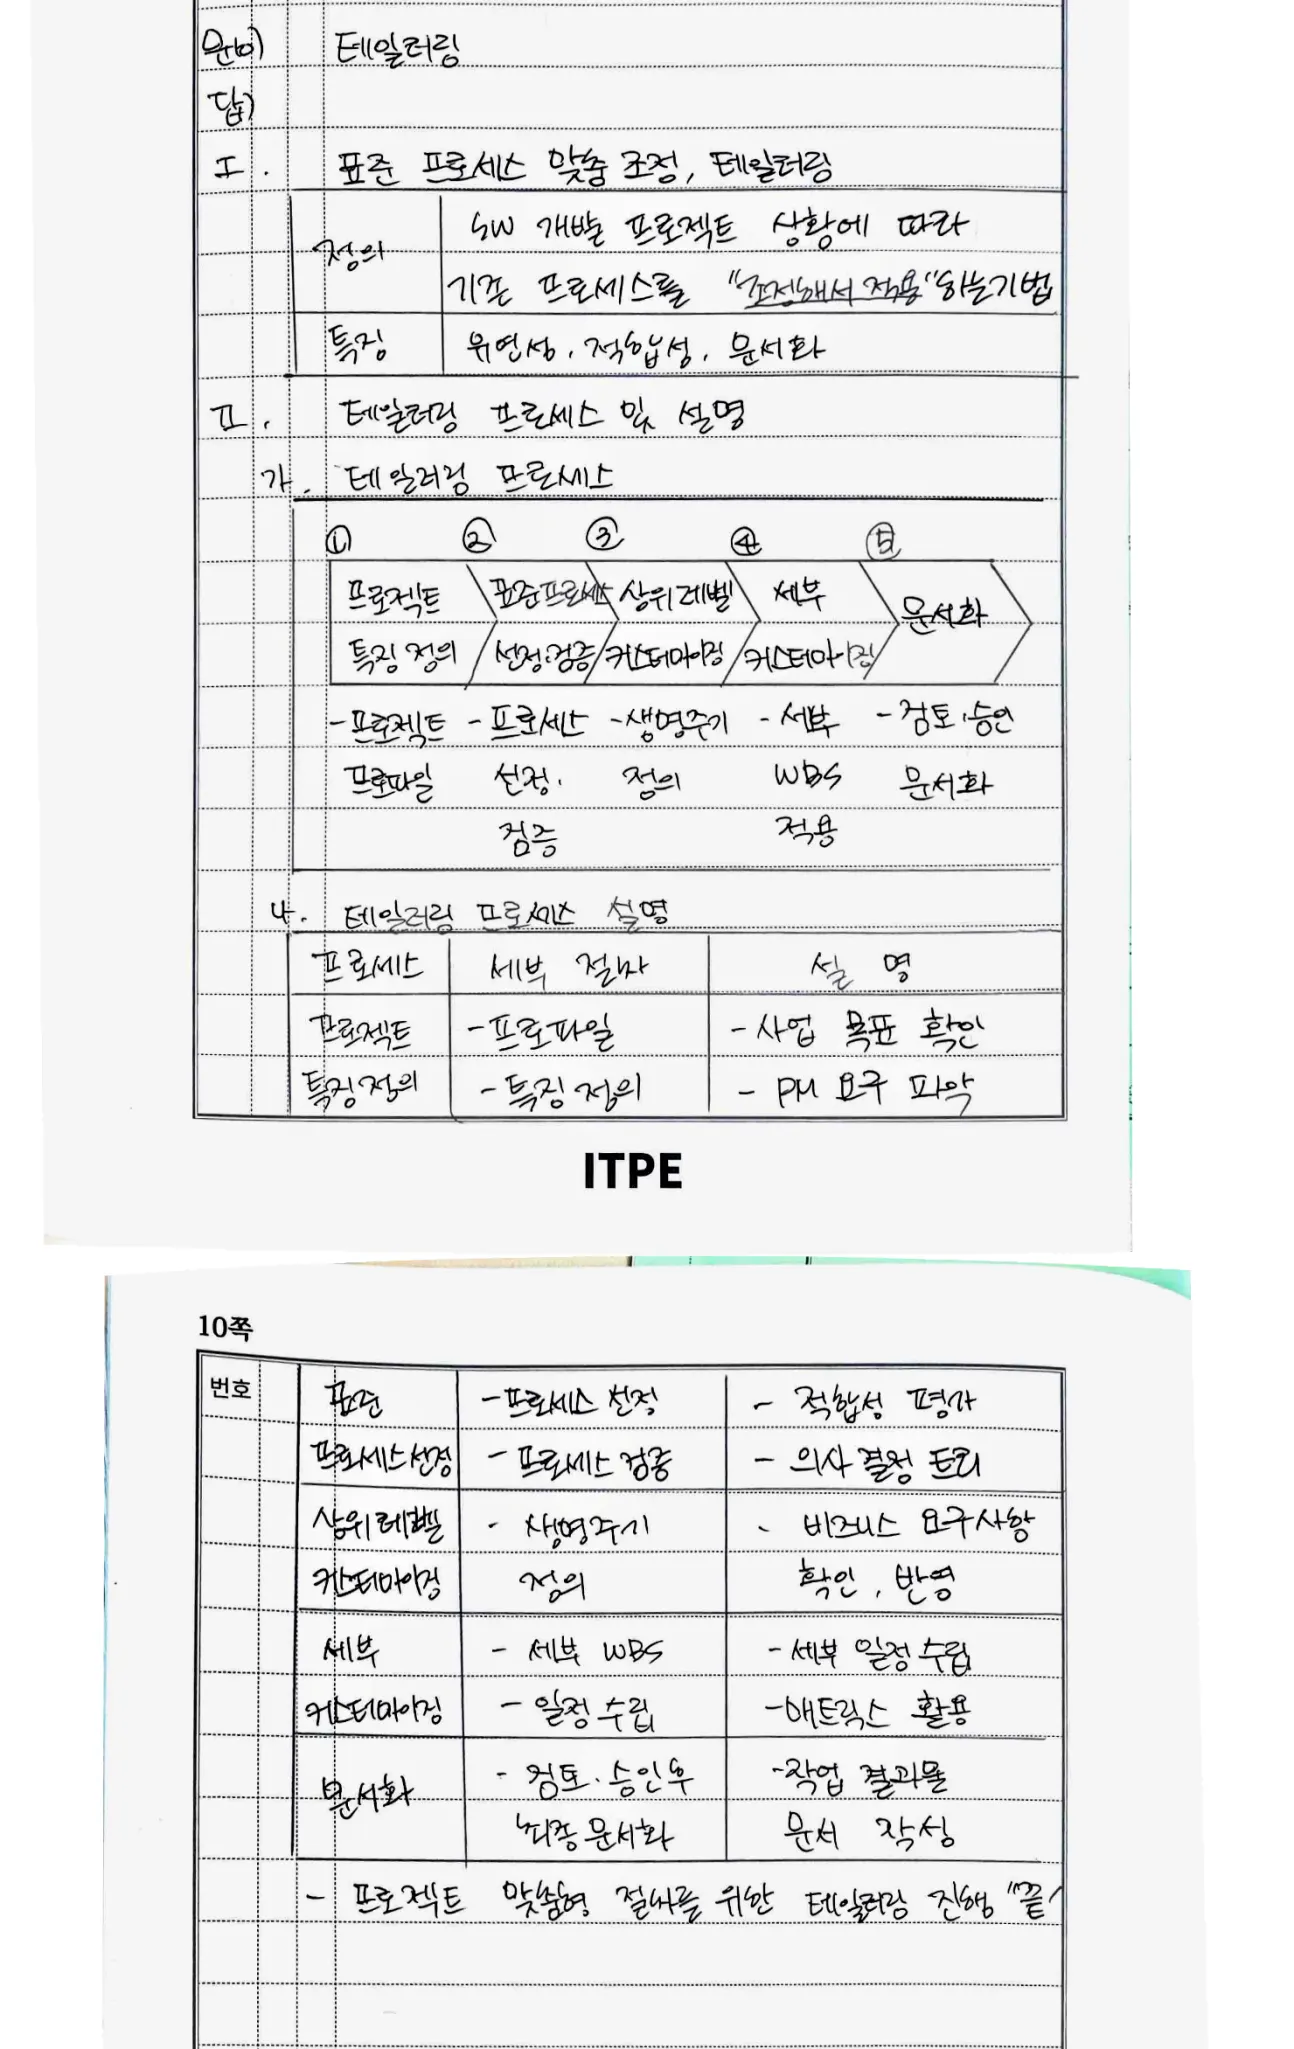 문) 테일러링
답)
I. 표준 프로세스 맞춤 조정, 테일러링
정의 SW 개발 프로젝트 상황에 따라
기존 프로세스를 "조정해서 적용"하는기법
특징 유연성, 적합성, 문서화
II. 테일러링 프로세스 및 설명
가. 테일러링 프로세스
① ② ③ ④ ⑤
프로젝트 표준프로세스 상위레벨 세부 문서화
특징 정의 선정·검증 커스터마이징 커스터마이징
-프로젝트 -프로세스 -생명주기 -세부 -검토·승인
프로파일 선정· 정의 WBS 문서화
검증 적용
나. 테일러링 프로세스 설명
프로세스 세부 절차 설명
프로젝트 -프로파일 -사업 목표 확인
특징정의 -특징 정의 -PM 요구 파악
ITPE
10쪽
번호 표준 -프로세스 선정 - 적합성 평가
프로세스선정 - 프로세스 검증 - 의사결정 트리
상위레벨 - 생명주기 - 비즈니스 요구사항
커스터마이징 정의 확인, 반영
세부 - 세부 WBS -세부 일정 수립
커스터마이징 - 일정 수립 -매트릭스 활용
문서화 - 검토·승인 후 -작업 결과물
최종 문서화 문서 작성
- 프로젝트 맞춤형 절차를 위한 테일러링 진행 "끝"